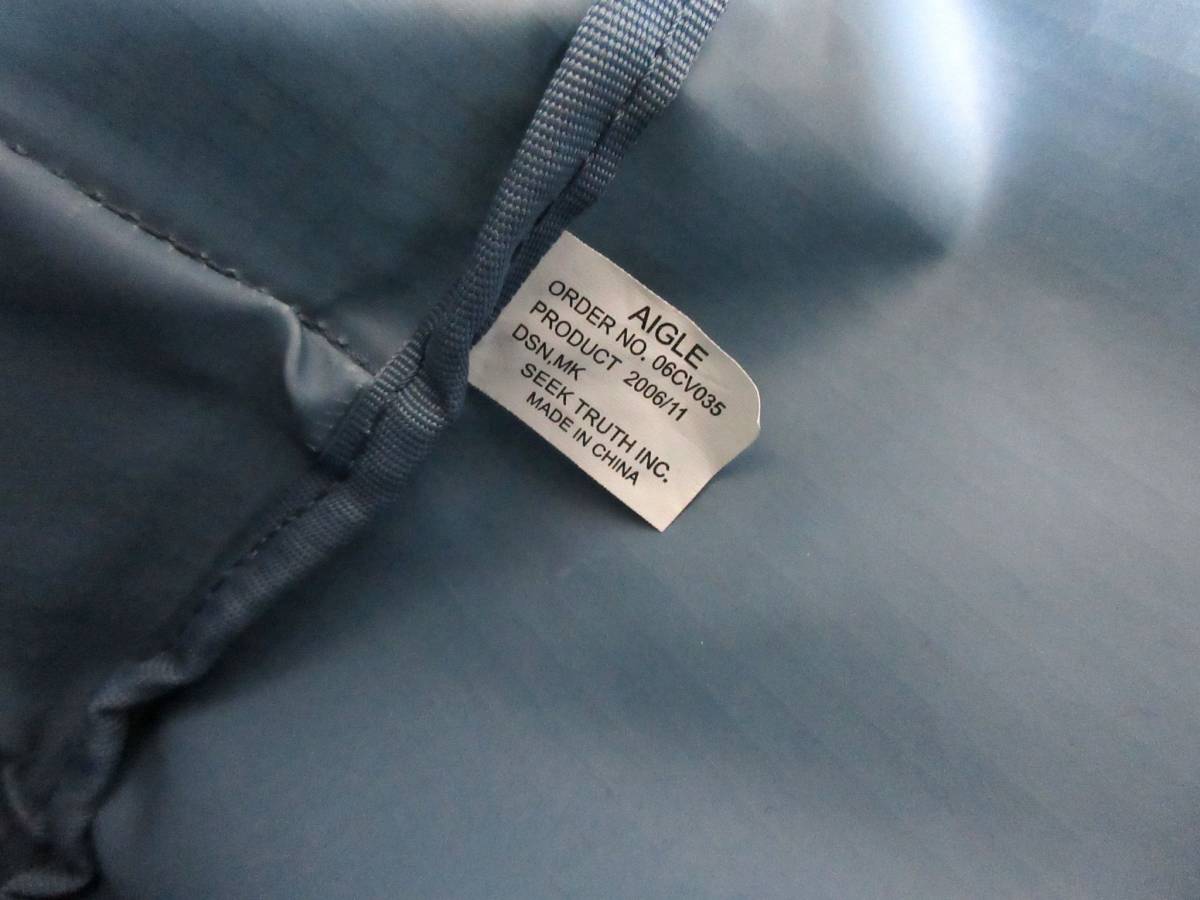 AIGLE
ORDER NO. 06CV035
PRODUCT 2006/11
DSN,MK
SEEK TRUTH INC.
MADE IN CHINA